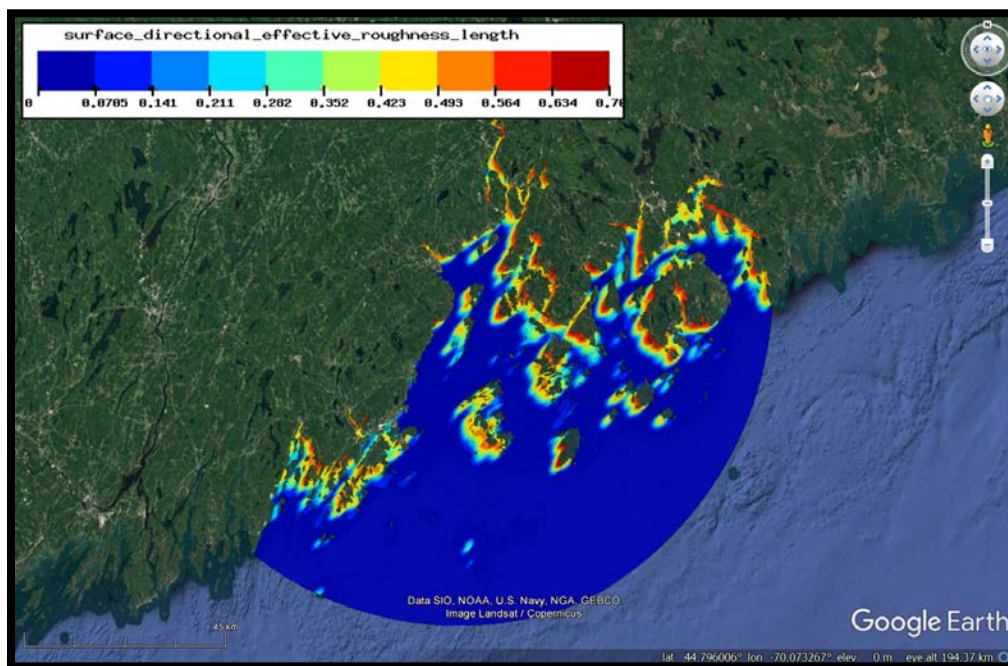 surface_directional_effective_roughness_length
0 0.0705 0.141 0.211 0.282 0.352 0.423 0.493 0.564 0.634 0.70
N
Data SIO, NOAA, U.S. Navy, NGA, GEBCO
Image Landsat / Copernicus
Google Earth
45 km
lat 44.796006° lon -70.073267° elev 0 m eye alt 194.37 km